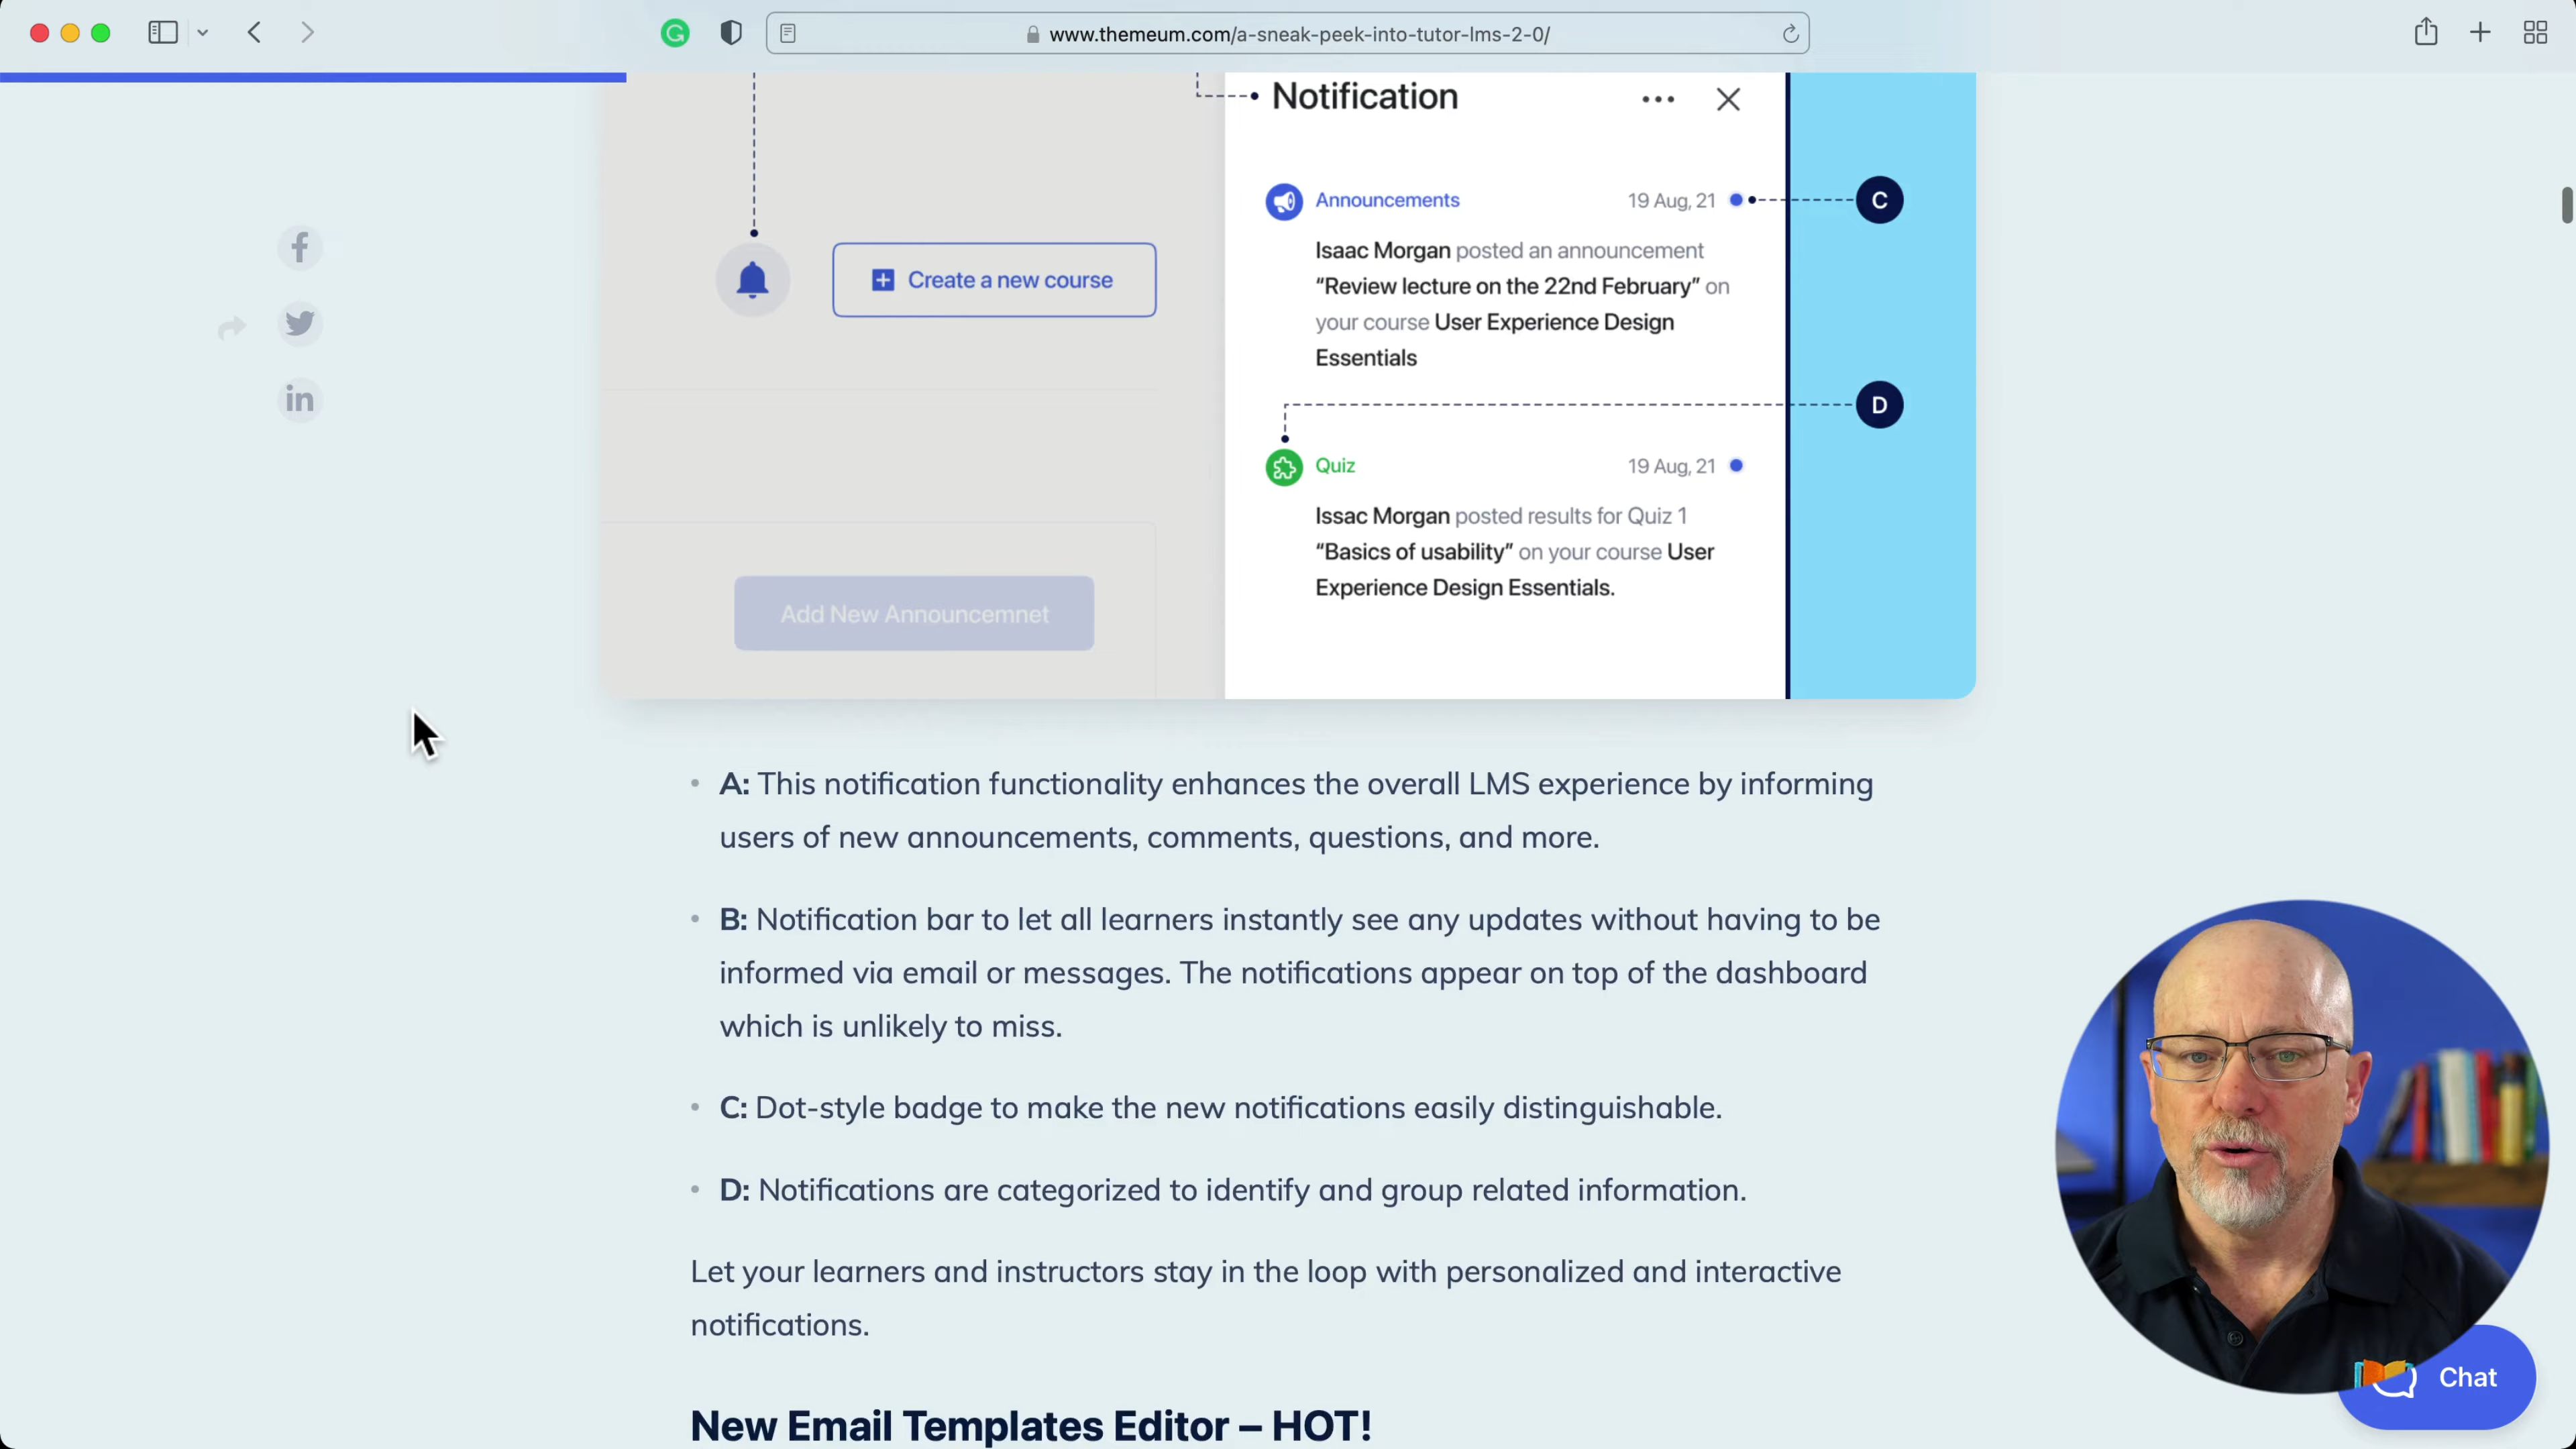 www.themeum.com/a-sneak-peek-into-tutor-lms-2-0/
Notification
Announcements
19 Aug, 21
C
Isaac Morgan posted an announcement
“Review lecture on the 22nd February” on
your course User Experience Design
Essentials
Create a new course
D
Quiz
19 Aug, 21
Issac Morgan posted results for Quiz 1
“Basics of usability” on your course User
Experience Design Essentials.
Add New Announcemnet
• A: This notification functionality enhances the overall LMS experience by informing
users of new announcements, comments, questions, and more.
• B: Notification bar to let all learners instantly see any updates without having to be
informed via email or messages. The notifications appear on top of the dashboard
which is unlikely to miss.
• C: Dot-style badge to make the new notifications easily distinguishable.
• D: Notifications are categorized to identify and group related information.
Let your learners and instructors stay in the loop with personalized and interactive
notifications.
New Email Templates Editor – HOT!
Chat